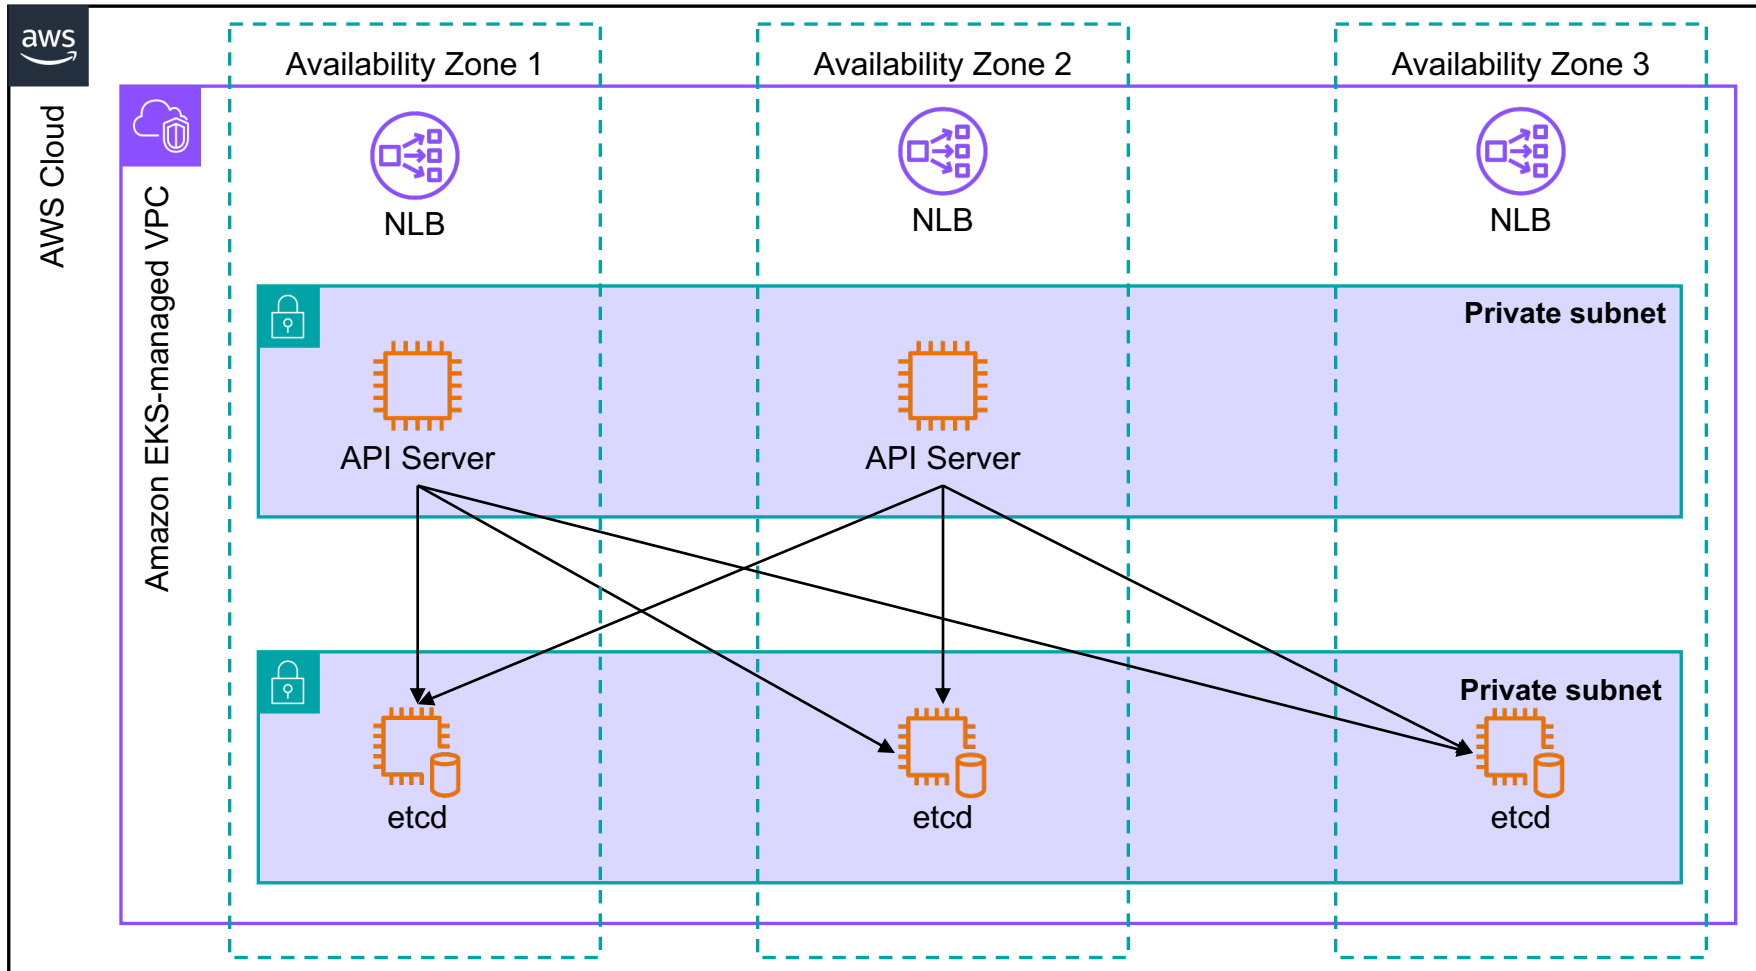 aws
AWS Cloud
Availability Zone 1
Availability Zone 2
Availability Zone 3
Amazon EKS-managed VPC
NLB
NLB
NLB
Private subnet
API Server
API Server
Private subnet
etcd
etcd
etcd